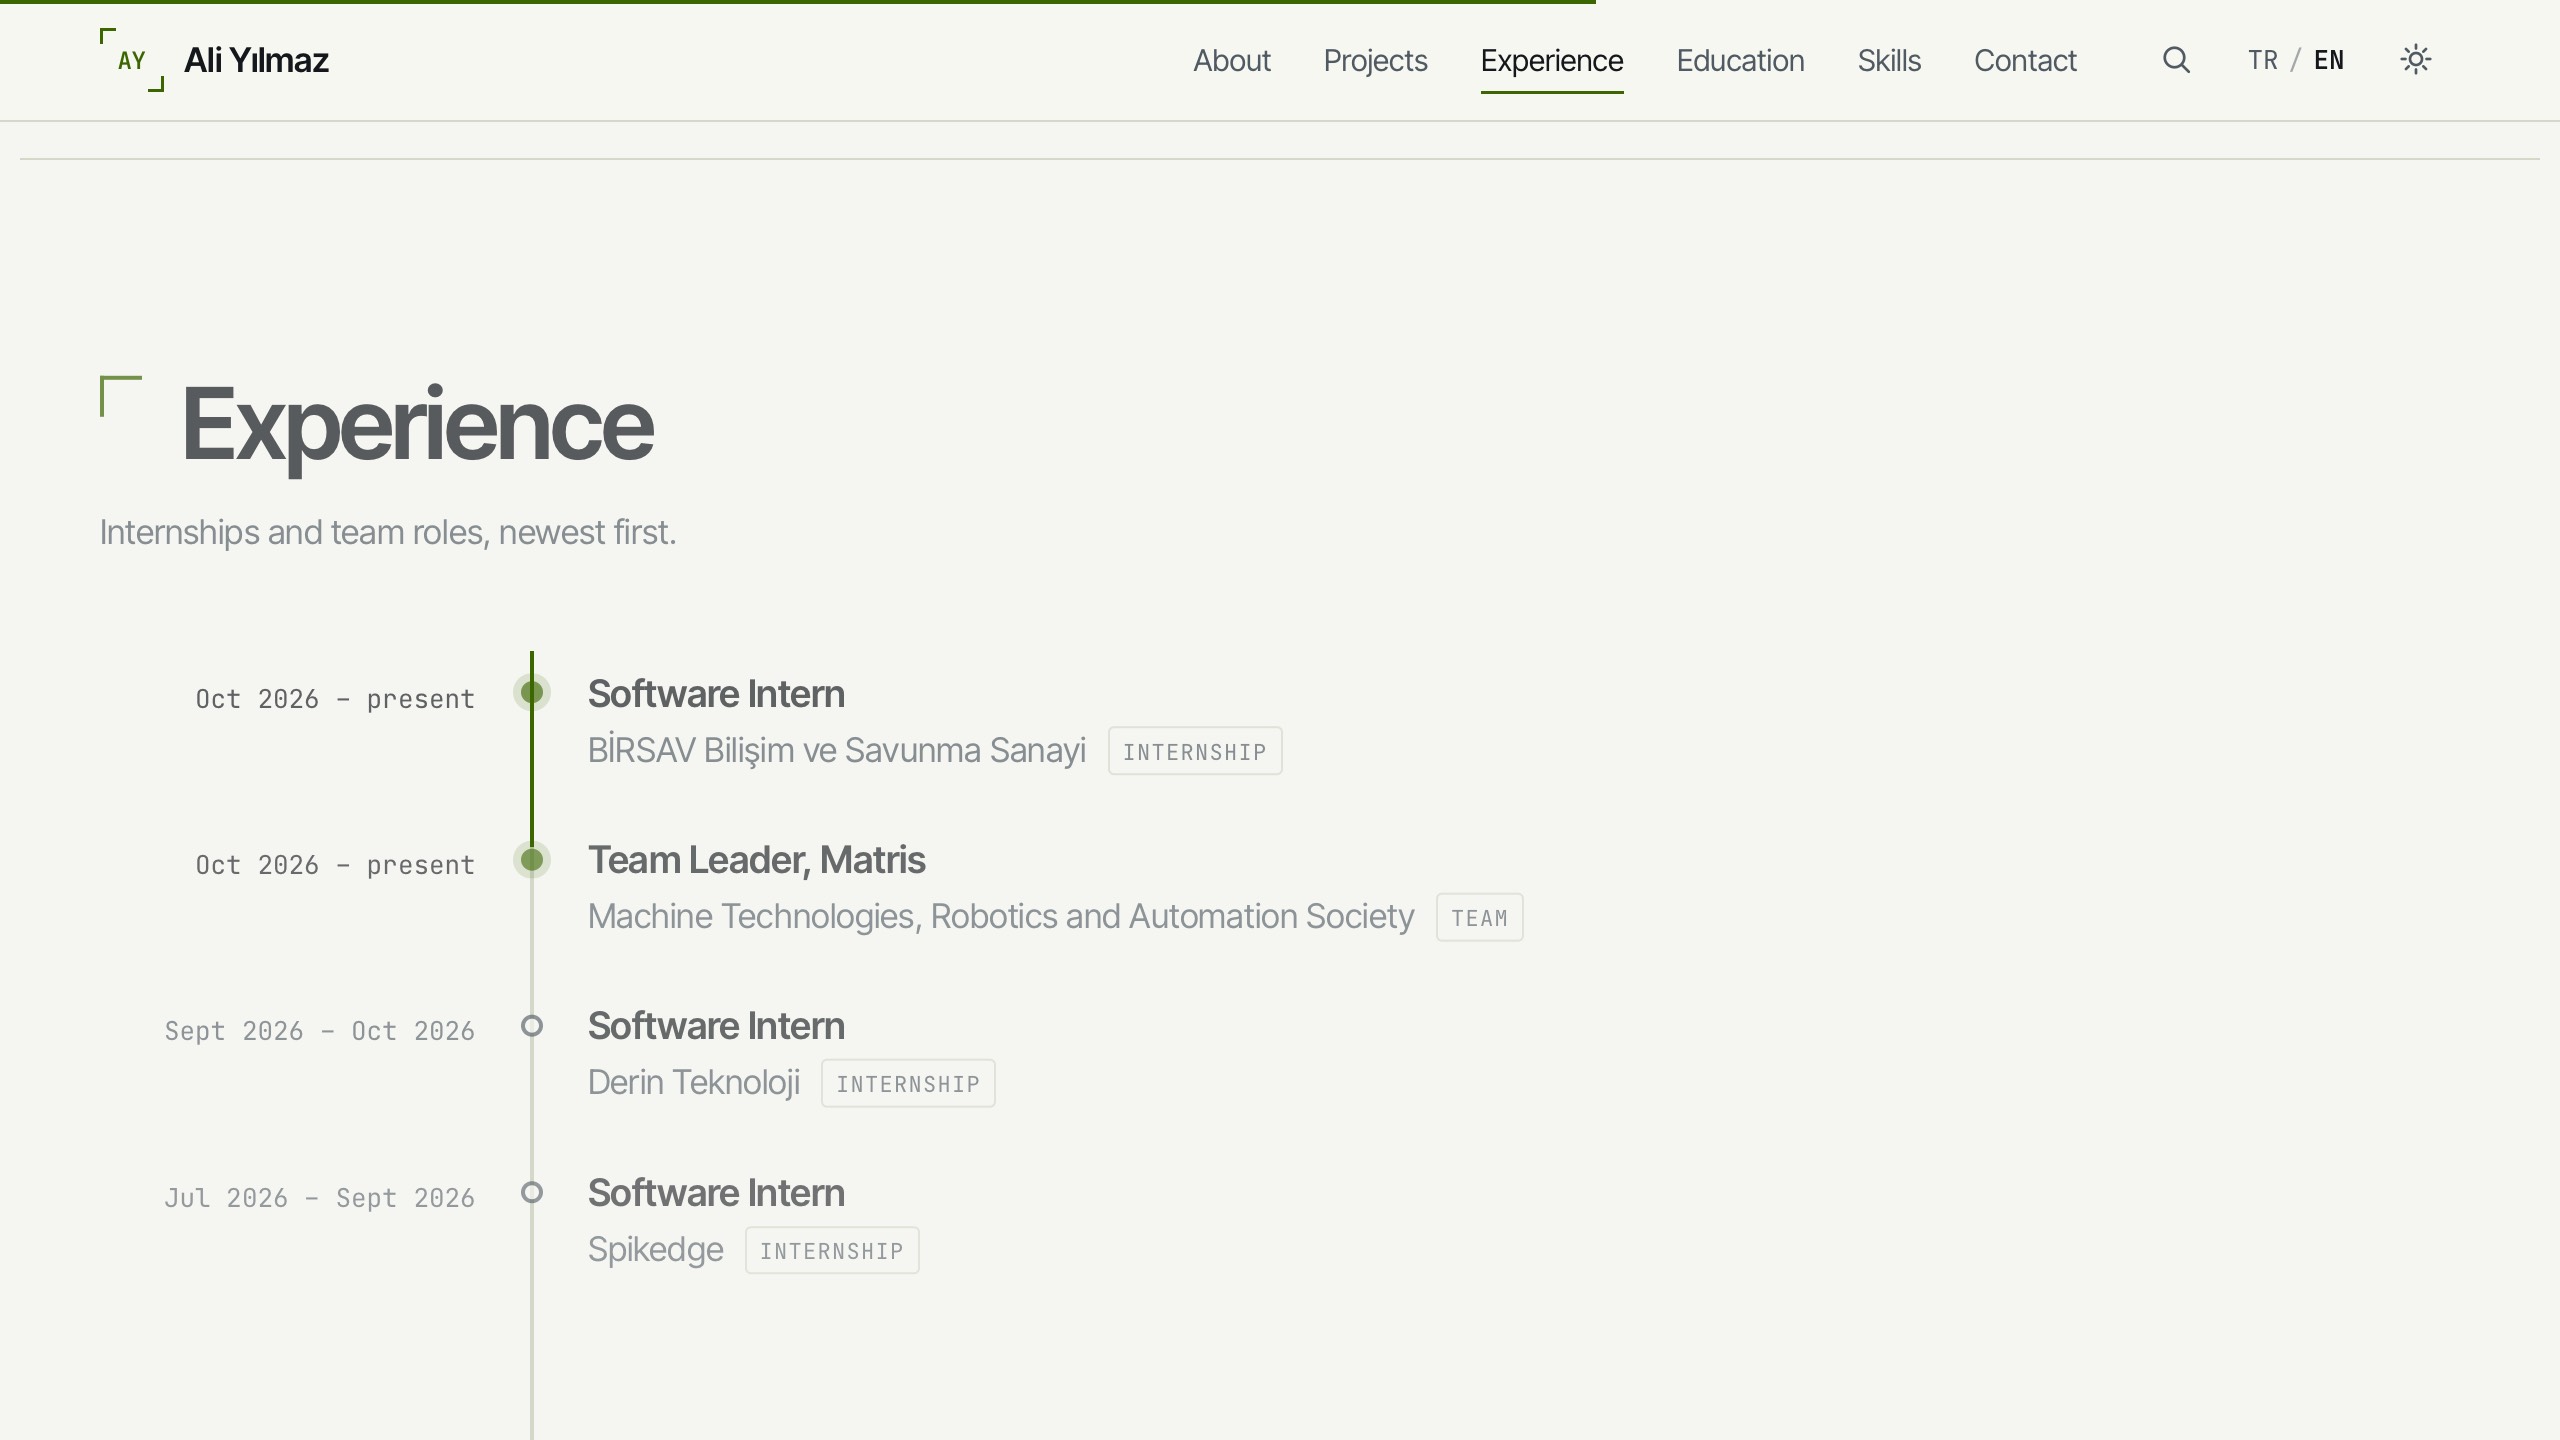 AY
Ali Yılmaz
About
Projects
Experience
Education
Skills
Contact
TR / EN
Experience
Internships and team roles, newest first.
Oct 2026 – present
Software Intern
BİRSAV Bilişim ve Savunma Sanayi
INTERNSHIP
Oct 2026 – present
Team Leader, Matris
Machine Technologies, Robotics and Automation Society
TEAM
Sept 2026 – Oct 2026
Software Intern
Derin Teknoloji
INTERNSHIP
Jul 2026 – Sept 2026
Software Intern
Spikedge
INTERNSHIP